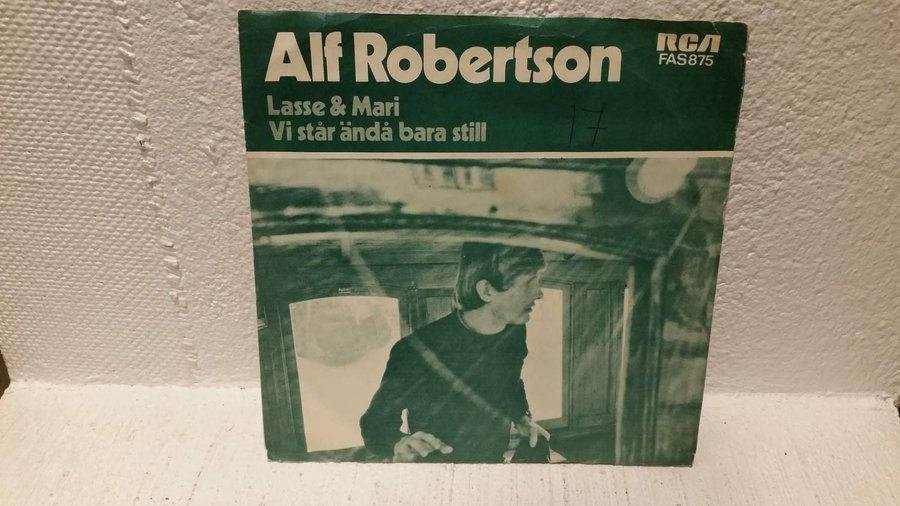 Alf Robertson
RCA
FAS875
Lasse & Mari
Vi står ändå bara still
17